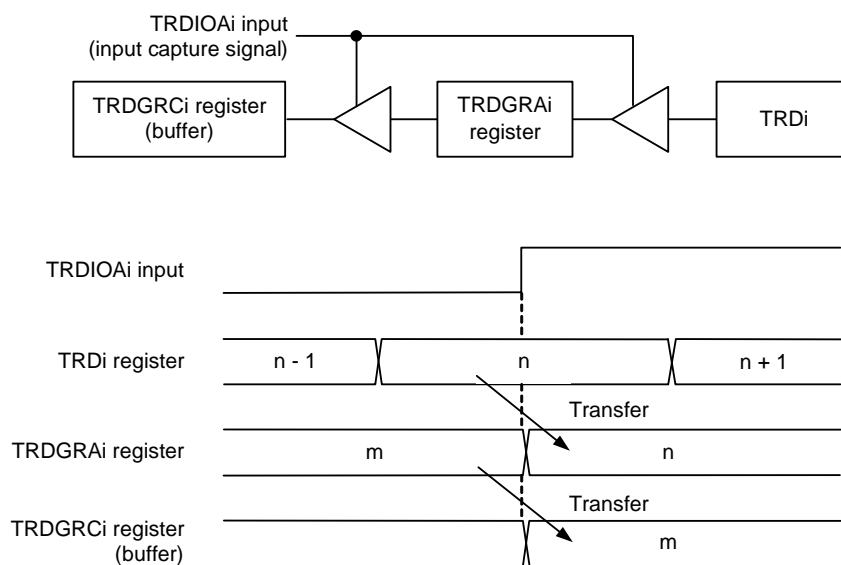 TRDIOAi input
(input capture signal)
TRDGRCi register
(buffer)
TRDGRAi
register
TRDi
TRDIOAi input
TRDi register
n - 1
n
n + 1
Transfer
TRDGRAi register
m
n
Transfer
TRDGRCi register
(buffer)
m